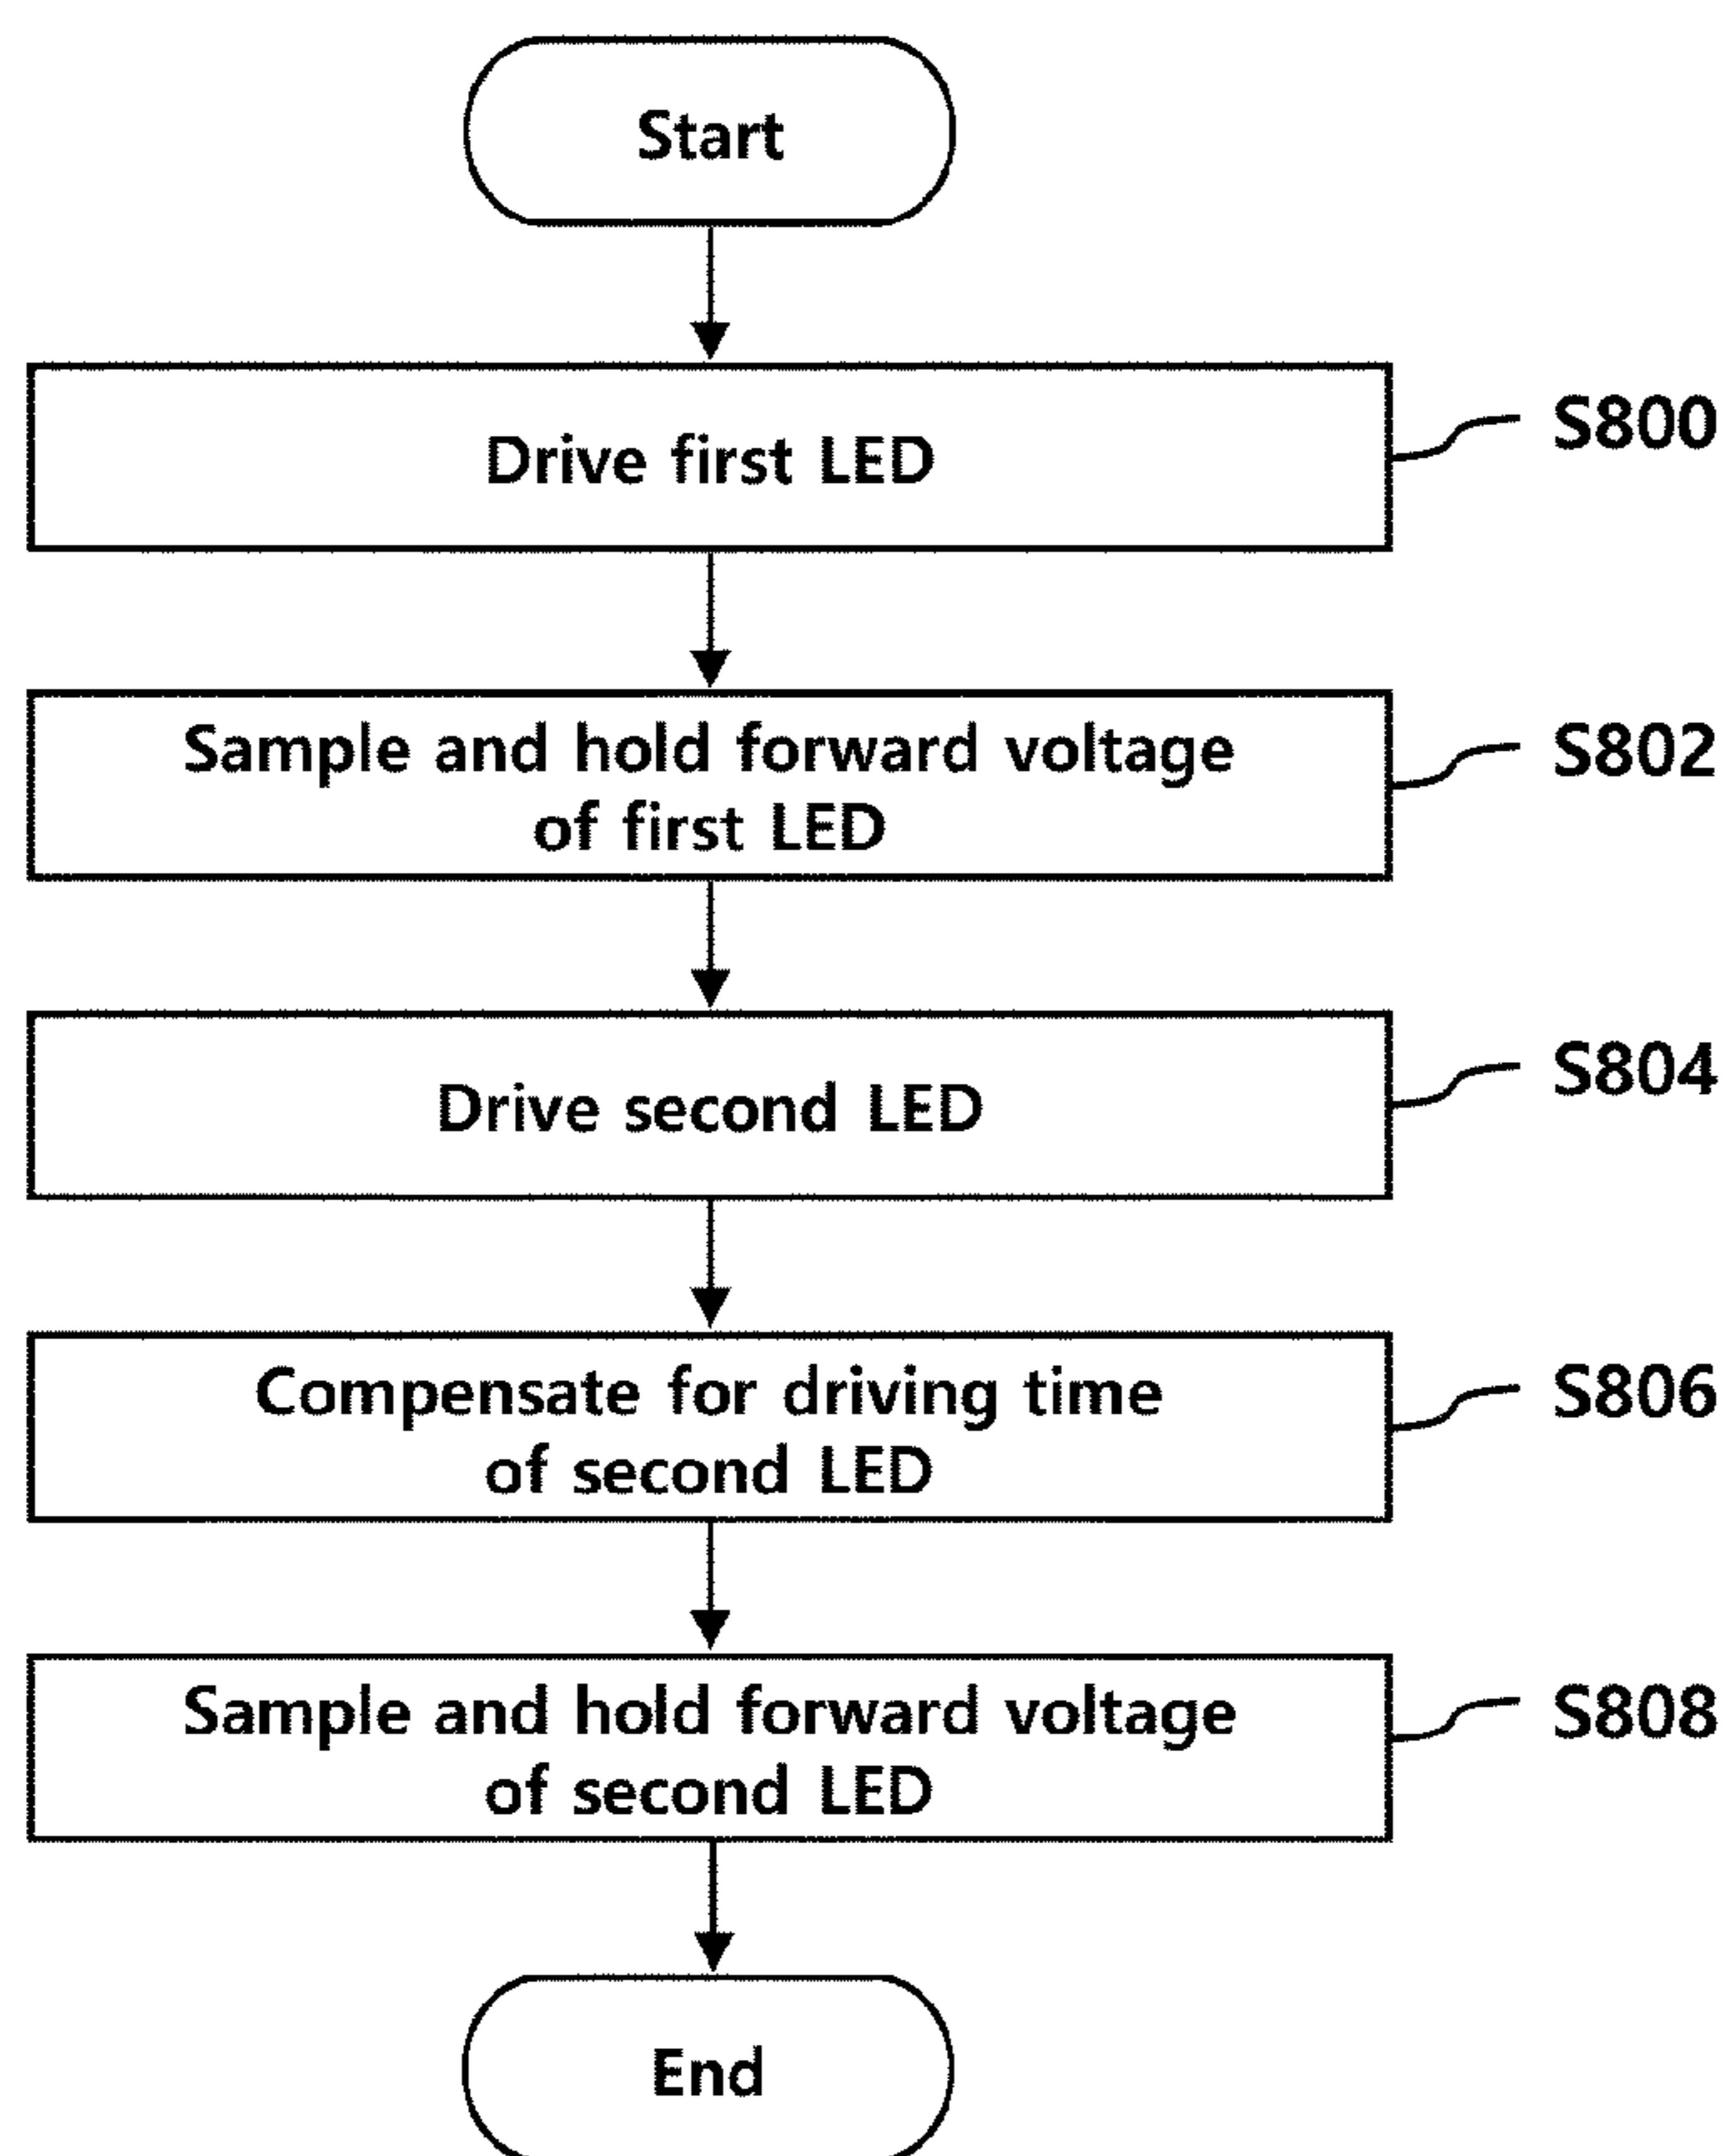 Start
Drive first LED
S800
Sample and hold forward voltage
of first LED
S802
Drive second LED
S804
Compensate for driving time
of second LED
S806
Sample and hold forward voltage
of second LED
S808
End